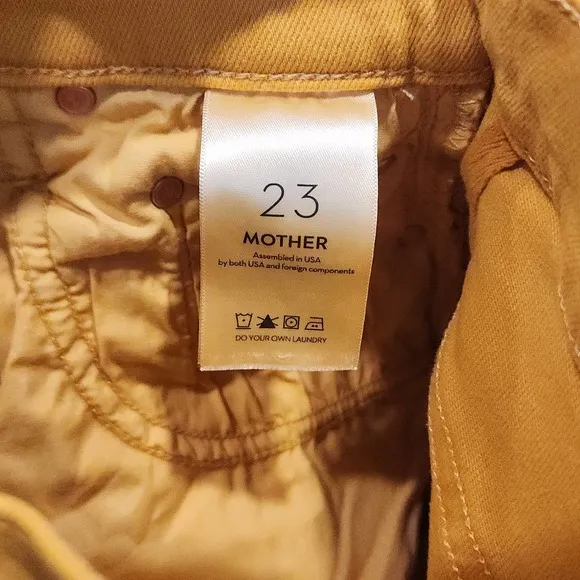 23
MOTHER
Assembled in USA
by both USA and foreign components
DO YOUR OWN LAUNDRY